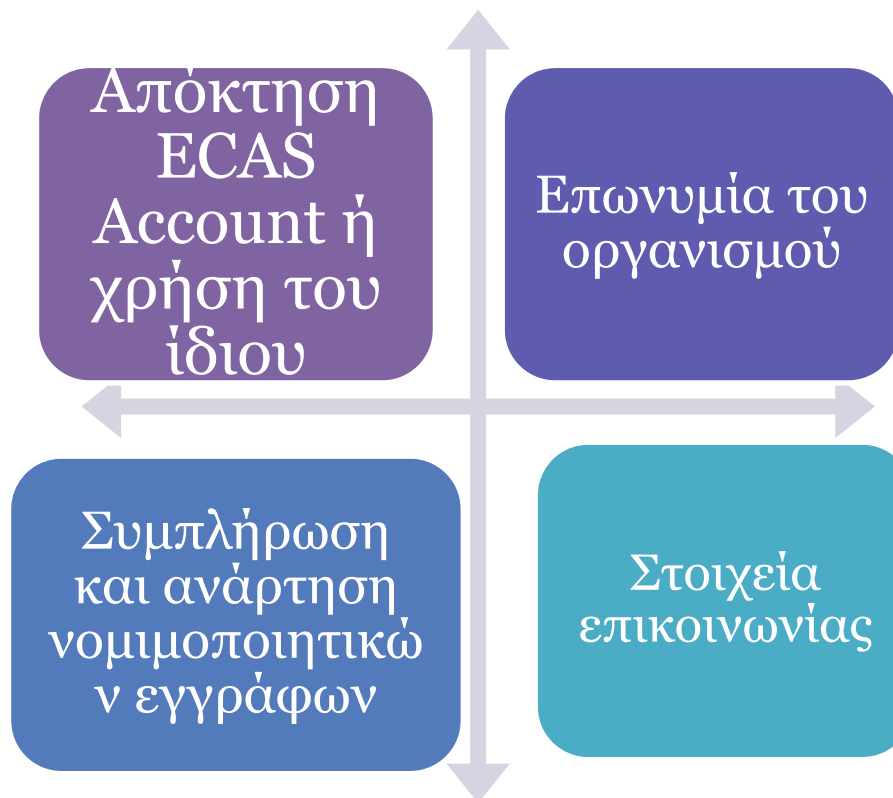 Απόκτηση
ECAS
Account ή
χρήση του
ίδιου
Επωνυμία του
οργανισμού
Συμπλήρωση
και ανάρτηση
νομιμοποιητικώ
ν εγγράφων
Στοιχεία
επικοινωνίας